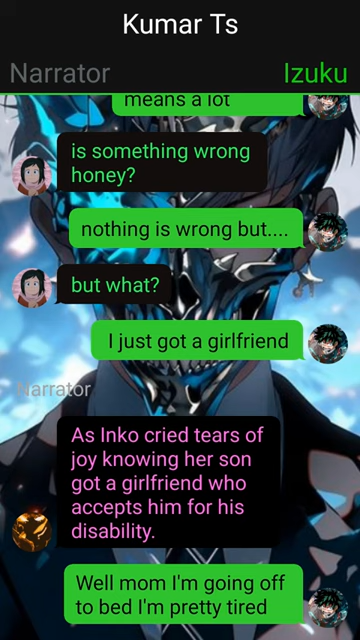 Kumar Ts
Narrator
Izuku
means a lot
is something wrong
honey?
nothing is wrong but....
but what?
I just got a girlfriend
Narrator
As Inko cried tears of
joy knowing her son
got a girlfriend who
accepts him for his
disability.
Well mom I'm going off
to bed I'm pretty tired